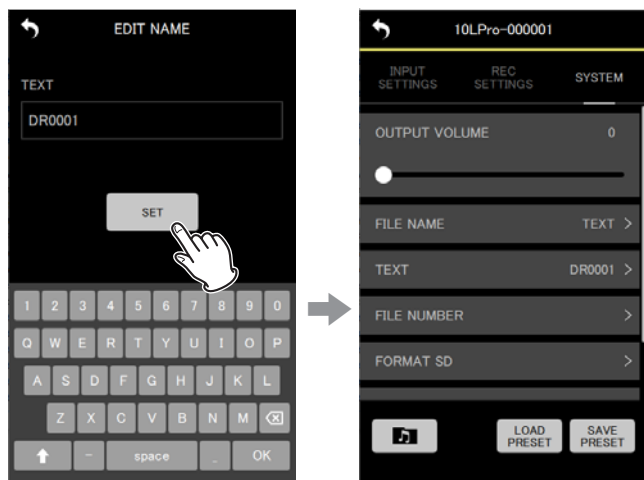 EDIT NAME
TEXT
DR0001
SET
1 2 3 4 5 6 7 8 9 0
Q W E R T Y U I O P
A S D F G H J K L
Z X C V B N M
- space _ OK
10LPro-000001
INPUT SETTINGS
REC SETTINGS
SYSTEM
OUTPUT VOLUME 0
FILE NAME TEXT >
TEXT DR0001 >
FILE NUMBER >
FORMAT SD >
LOAD PRESET
SAVE PRESET